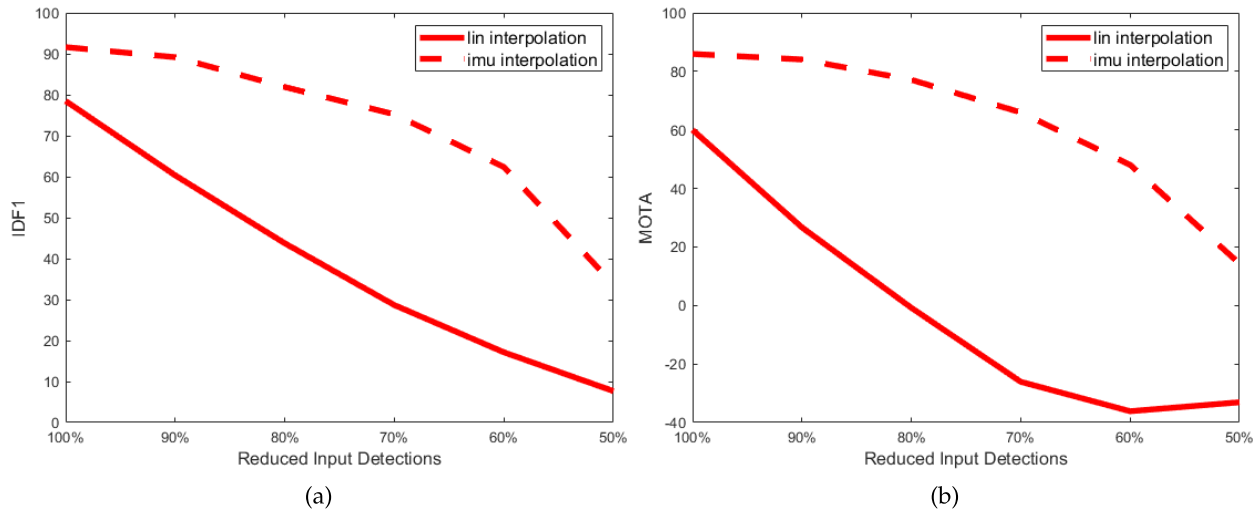 100
90
80
70
60
50
40
30
20
10
0
IDF1
lin interpolation
imu interpolation
100% 90% 80% 70% 60% 50%
Reduced Input Detections
(a)
100
80
60
40
20
0
-20
-40
MOTA
lin interpolation
imu interpolation
100% 90% 80% 70% 60% 50%
Reduced Input Detections
(b)